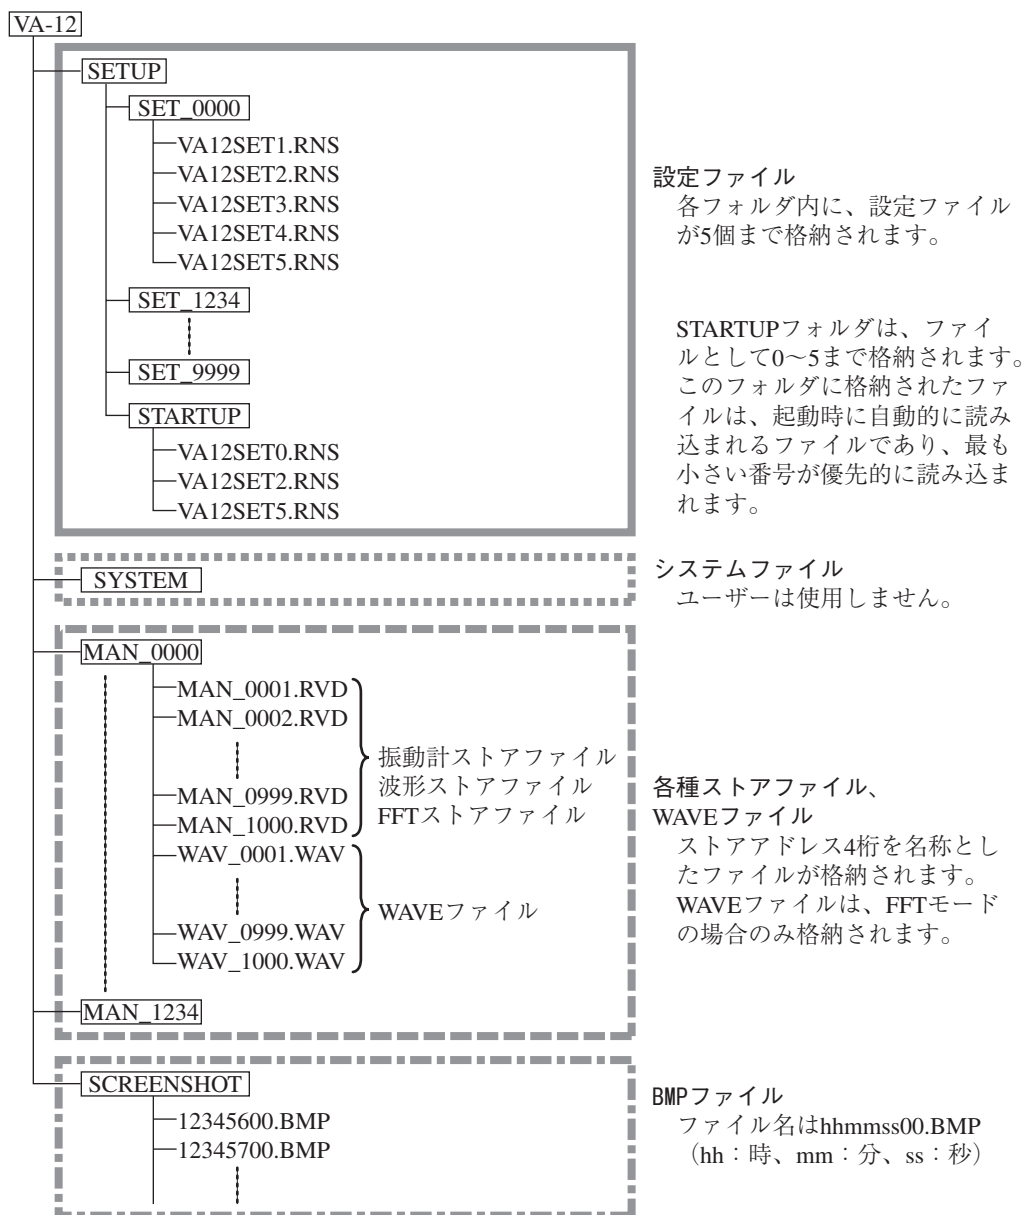 VA-12
SETUP
SET_0000
VA12SET1.RNS
VA12SET2.RNS
VA12SET3.RNS
VA12SET4.RNS
VA12SET5.RNS
SET_1234
SET_9999
STARTUP
VA12SET0.RNS
VA12SET2.RNS
VA12SET5.RNS
設定ファイル
各フォルダ内に、設定ファイル
が5個まで格納されます。
STARTUPフォルダは、ファイ
ルとして0～5まで格納されます。
このフォルダに格納されたファ
イルは、起動時に自動的に読み
込まれるファイルであり、最も
小さい番号が優先的に読み込ま
れます。
SYSTEM
システムファイル
ユーザーは使用しません。
MAN_0000
MAN_0001.RVD
MAN_0002.RVD
MAN_0999.RVD
MAN_1000.RVD
振動計ストアファイル
波形ストアファイル
FFTストアファイル
WAV_0001.WAV
WAV_0999.WAV
WAV_1000.WAV
WAVEファイル
MAN_1234
各種ストアファイル、
WAVEファイル
ストアアドレス4桁を名称とし
たファイルが格納されます。
WAVEファイルは、FFTモード
の場合のみ格納されます。
SCREENSHOT
12345600.BMP
12345700.BMP
BMPファイル
ファイル名はhhmmss00.BMP
（hh：時、mm：分、ss：秒）